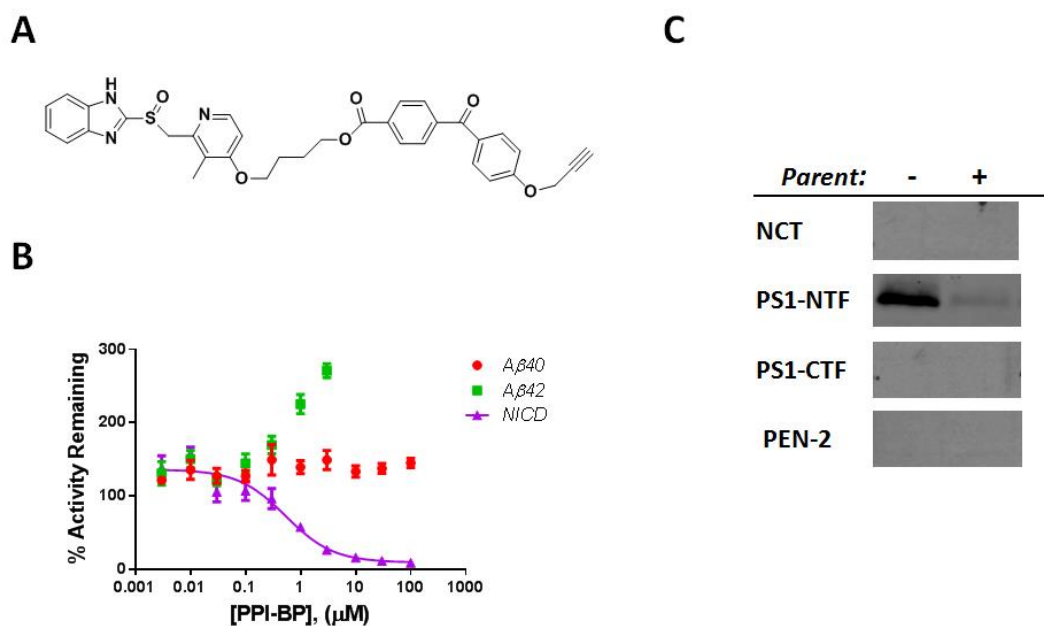 A
H
N
N
S
O
N
O
O
O
O
O
B
300
200
100
0
% Activity Remaining
0.001 0.01 0.1 1 10 100 1000
[PPI-BP], (μM)
Aβ40
Aβ42
NICD
C
Parent: - +
NCT
PS1-NTF
PS1-CTF
PEN-2